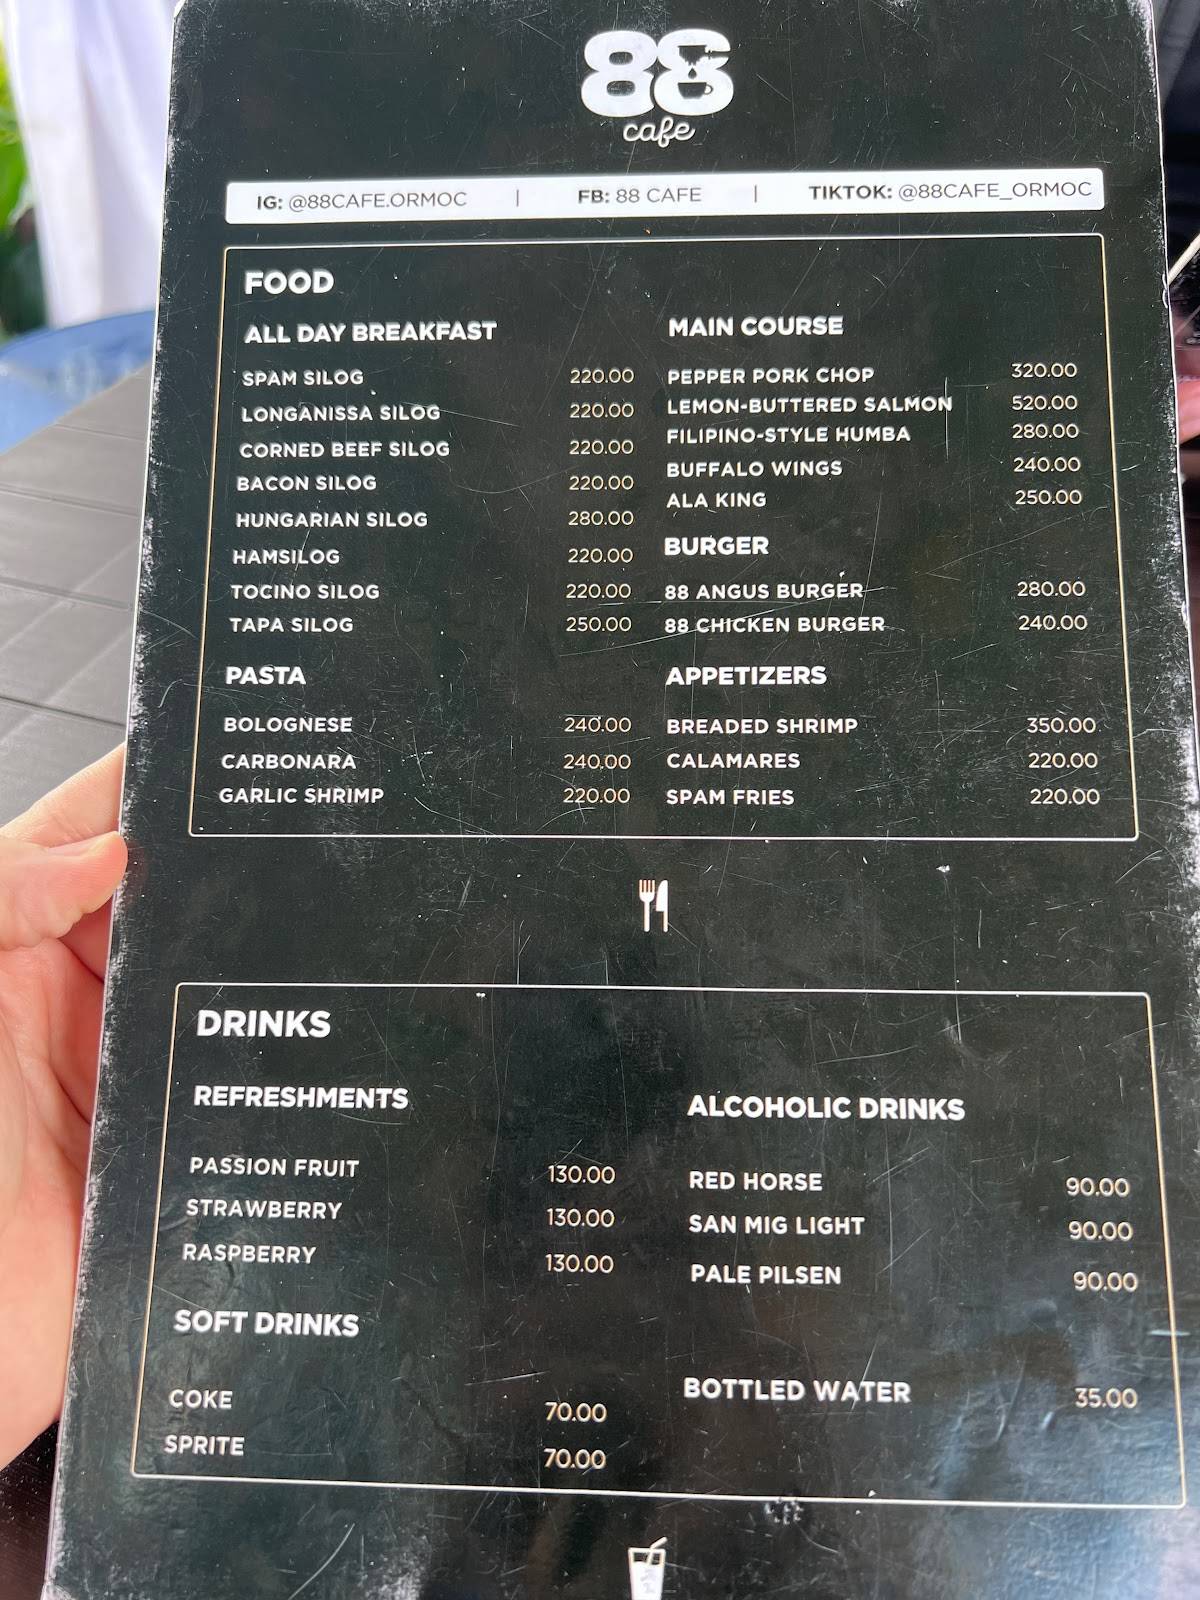 88
cafe
IG: @88CAFE.ORMOC | FB: 88 CAFE | TIKTOK: @88CAFE_ORMOC
FOOD
ALL DAY BREAKFAST
SPAM SILOG 220.00
LONGANISSA SILOG 220.00
CORNED BEEF SILOG 220.00
BACON SILOG 220.00
HUNGARIAN SILOG 280.00
HAMSILOG 220.00
TOCINO SILOG 220.00
TAPA SILOG 250.00
PASTA
BOLOGNESE 240.00
CARBONARA 240.00
GARLIC SHRIMP 220.00
MAIN COURSE
PEPPER PORK CHOP 320.00
LEMON-BUTTERED SALMON 520.00
FILIPINO-STYLE HUMBA 280.00
BUFFALO WINGS 240.00
ALA KING 250.00
BURGER
88 ANGUS BURGER 280.00
88 CHICKEN BURGER 240.00
APPETIZERS
BREADED SHRIMP 350.00
CALAMARES 220.00
SPAM FRIES 220.00
DRINKS
REFRESHMENTS
PASSION FRUIT 130.00
STRAWBERRY 130.00
RASPBERRY 130.00
SOFT DRINKS
COKE 70.00
SPRITE 70.00
ALCOHOLIC DRINKS
RED HORSE 90.00
SAN MIG LIGHT 90.00
PALE PILSEN 90.00
BOTTLED WATER 35.00